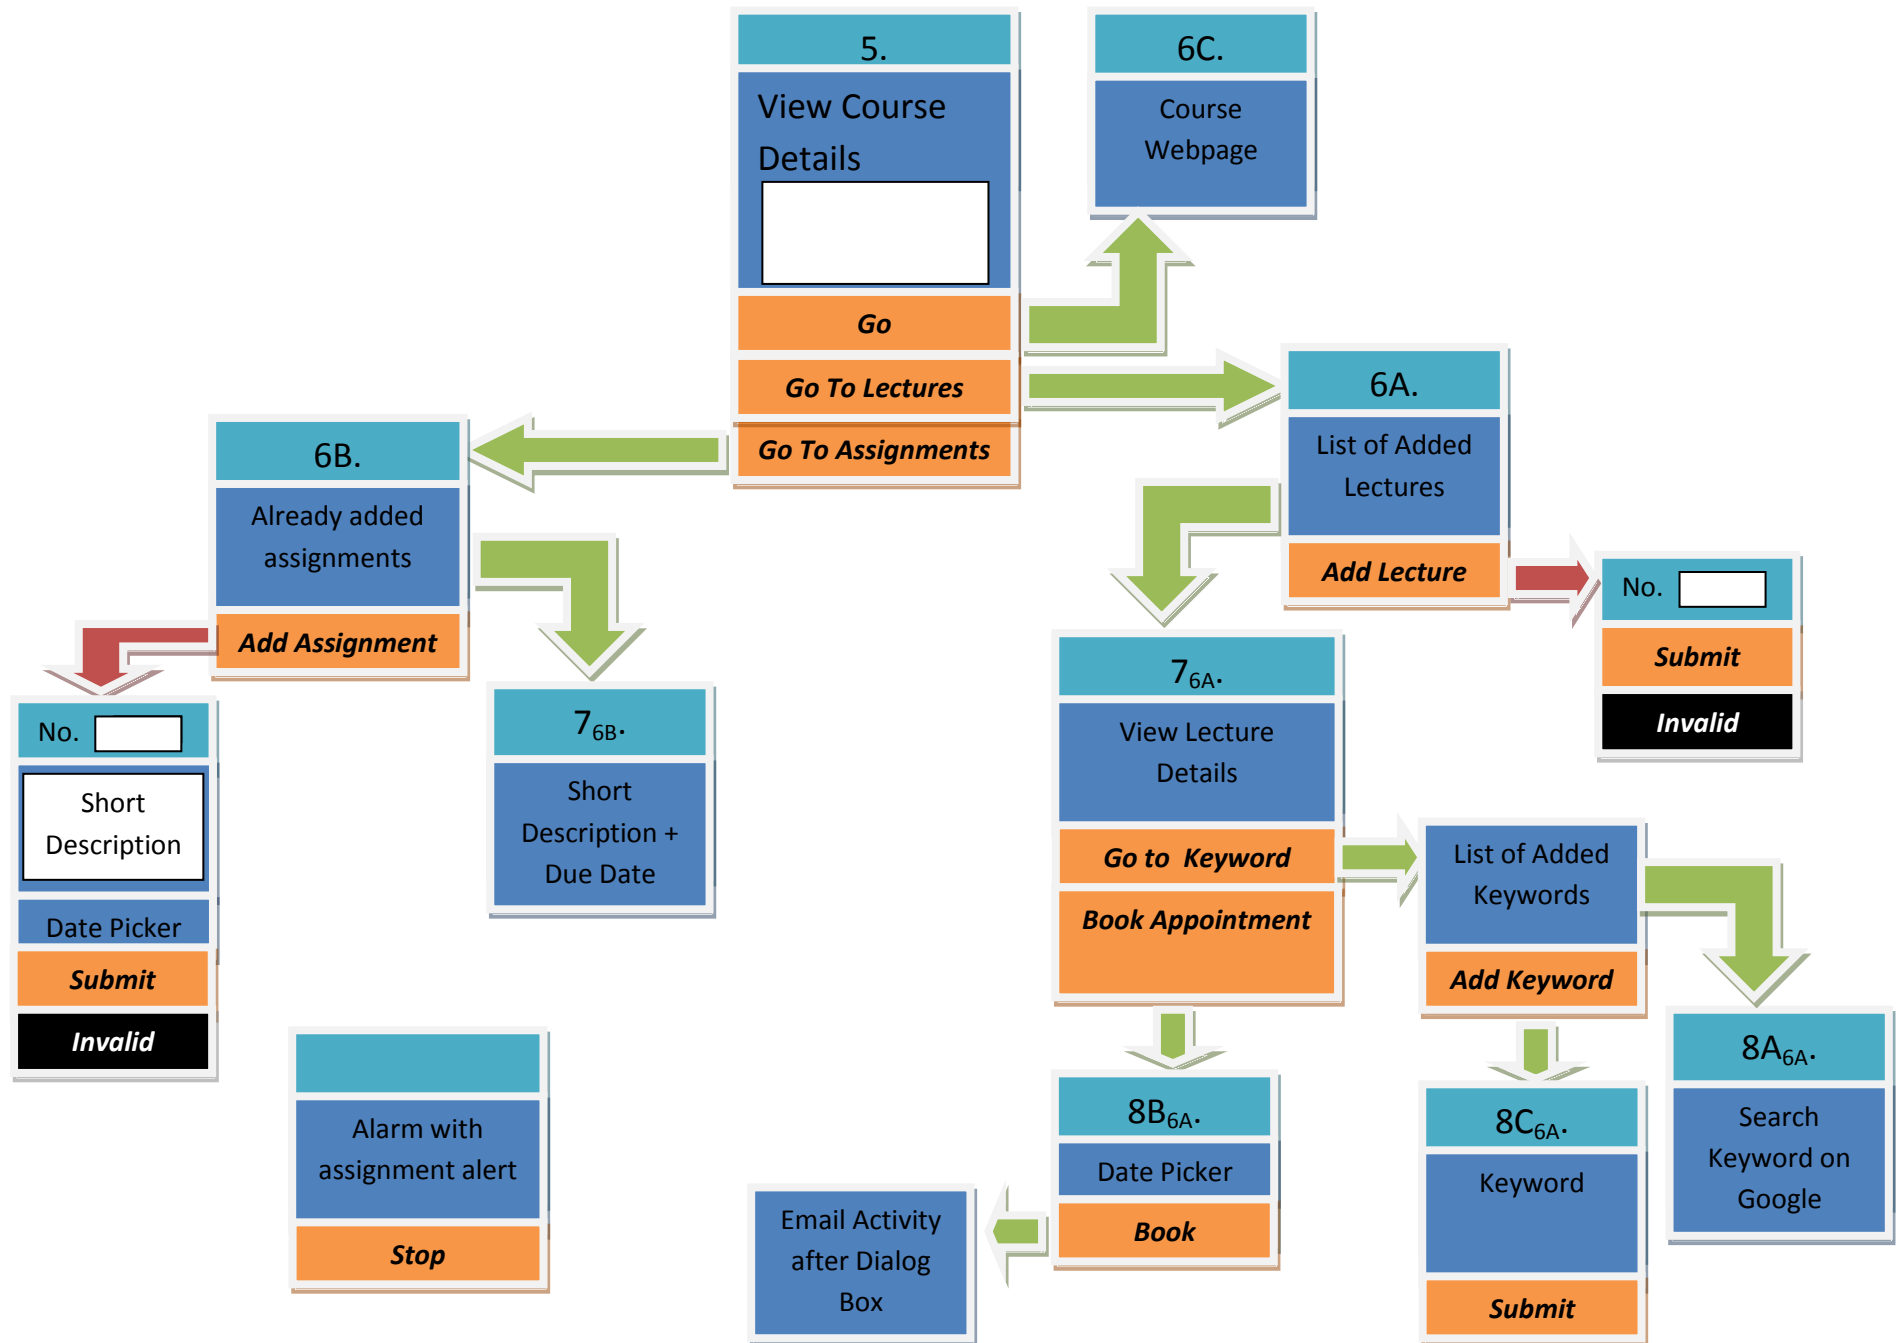 5.
View Course
Details
Go
Go To Lectures
Go To Assignments
6C.
Course
Webpage
6A.
List of Added
Lectures
Add Lecture
No.
Submit
Invalid
6B.
Already added
assignments
Add Assignment
No.
Short
Description
Date Picker
Submit
Invalid
7₆B.
Short
Description +
Due Date
7₆A.
View Lecture
Details
Go to  Keyword
Book Appointment
List of Added
Keywords
Add Keyword
8A₆A.
Search
Keyword on
Google
8B₆A.
Date Picker
Book
8C₆A.
Keyword
Submit
Email Activity
after Dialog
Box
Alarm with
assignment alert
Stop